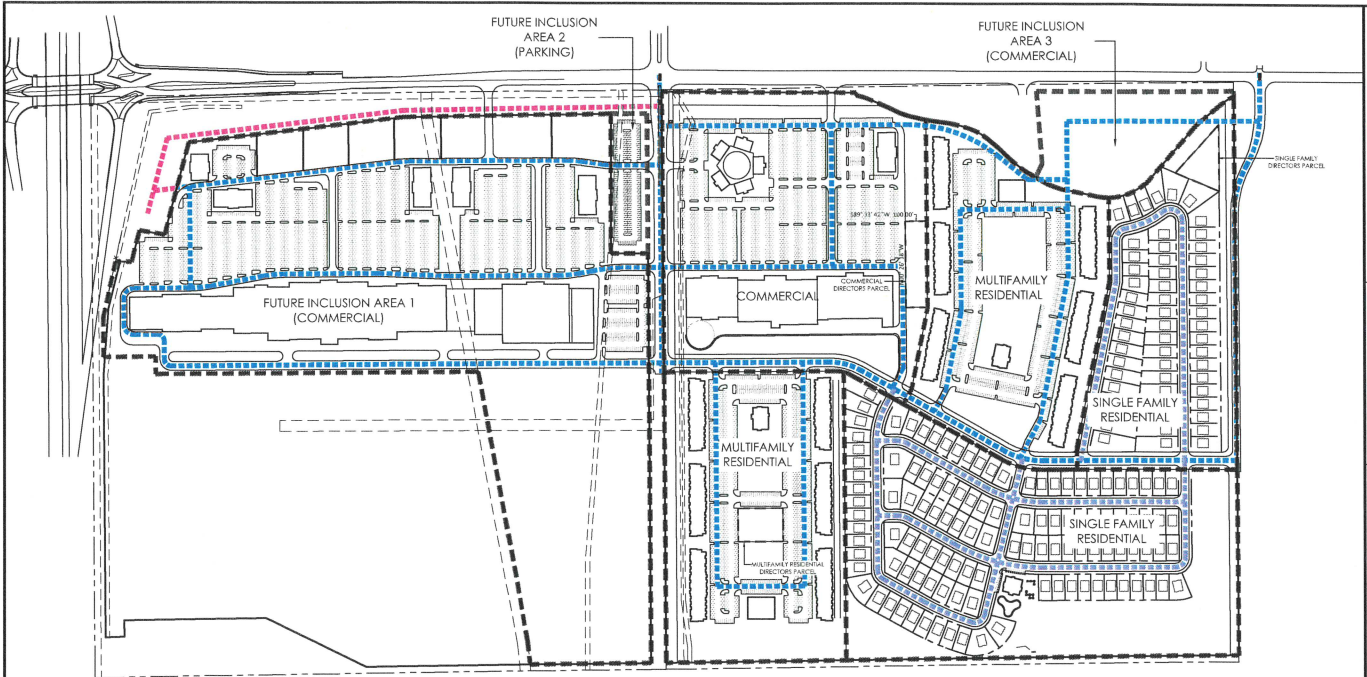 FUTURE INCLUSION
AREA 2
(PARKING)
FUTURE INCLUSION
AREA 3
(COMMERCIAL)
SINGLE FAMILY
DIRECTORS PARCEL
MULTIFAMILY
RESIDENTIAL
COMMERCIAL
DIRECTORS PARCEL
COMMERCIAL
FUTURE INCLUSION AREA 1
(COMMERCIAL)
SINGLE FAMILY
RESIDENTIAL
MULTIFAMILY
RESIDENTIAL
SINGLE FAMILY
RESIDENTIAL
MULTIFAMILY RESIDENTIAL
DIRECTORS PARCEL